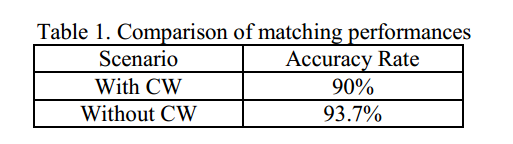 Table 1. Comparison of matching performances
Scenario Accuracy Rate
With CW 90%
Without CW 93.7%